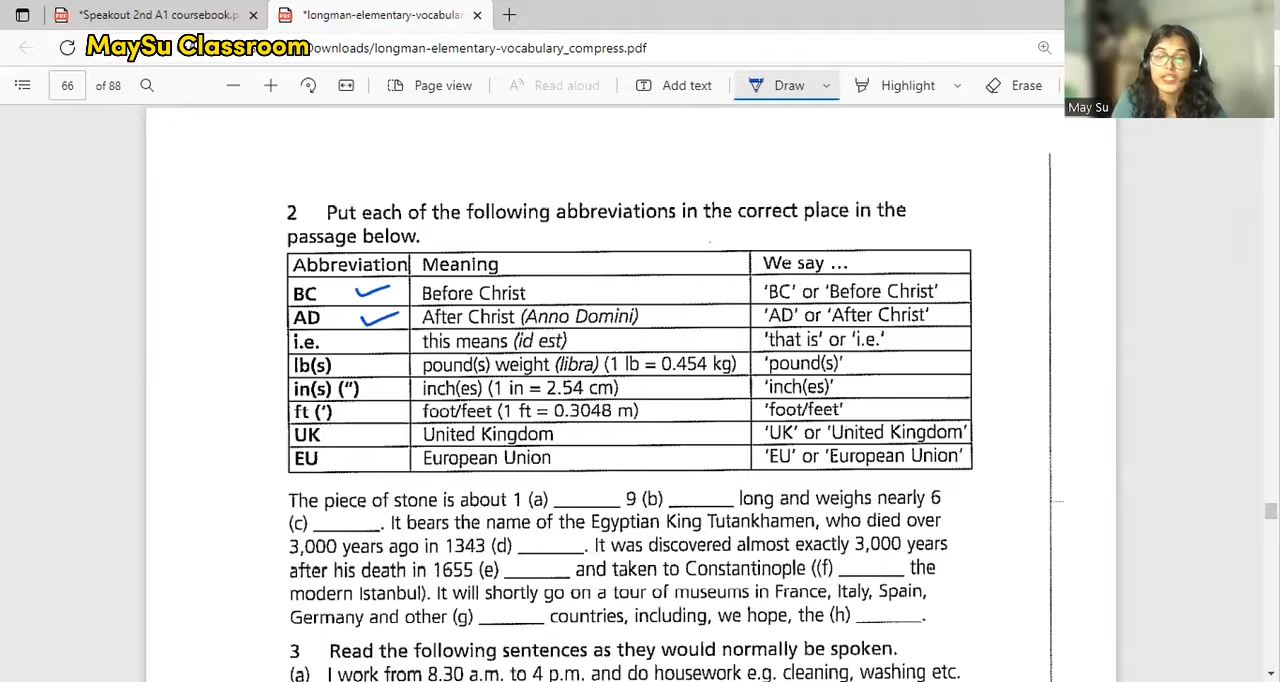 *Speakout 2nd A1 coursebook.p
*longman-elementary-vocabular
MaySu Classroom
Downloads/longman-elementary-vocabulary_compress.pdf
66 of 88
Page view
Read aloud
Add text
Draw
Highlight
Erase
May Su
2 Put each of the following abbreviations in the correct place in the
passage below.
Abbreviation Meaning We say ...
BC Before Christ 'BC' or 'Before Christ'
AD After Christ (Anno Domini) 'AD' or 'After Christ'
i.e. this means (id est) 'that is' or 'i.e.'
lb(s) pound(s) weight (libra) (1 lb = 0.454 kg) 'pound(s)'
in(s) (") inch(es) (1 in = 2.54 cm) 'inch(es)'
ft (') foot/feet (1 ft = 0.3048 m) 'foot/feet'
UK United Kingdom 'UK' or 'United Kingdom'
EU European Union 'EU' or 'European Union'
The piece of stone is about 1 (a) ______ 9 (b) ______ long and weighs nearly 6
(c) ______. It bears the name of the Egyptian King Tutankhamen, who died over
3,000 years ago in 1343 (d) ______. It was discovered almost exactly 3,000 years
after his death in 1655 (e) ______ and taken to Constantinople ((f) ______ the
modern Istanbul). It will shortly go on a tour of museums in France, Italy, Spain,
Germany and other (g) ______ countries, including, we hope, the (h) ______.
3 Read the following sentences as they would normally be spoken.
(a) I work from 8.30 a.m. to 4 p.m. and do housework e.g. cleaning, washing etc.